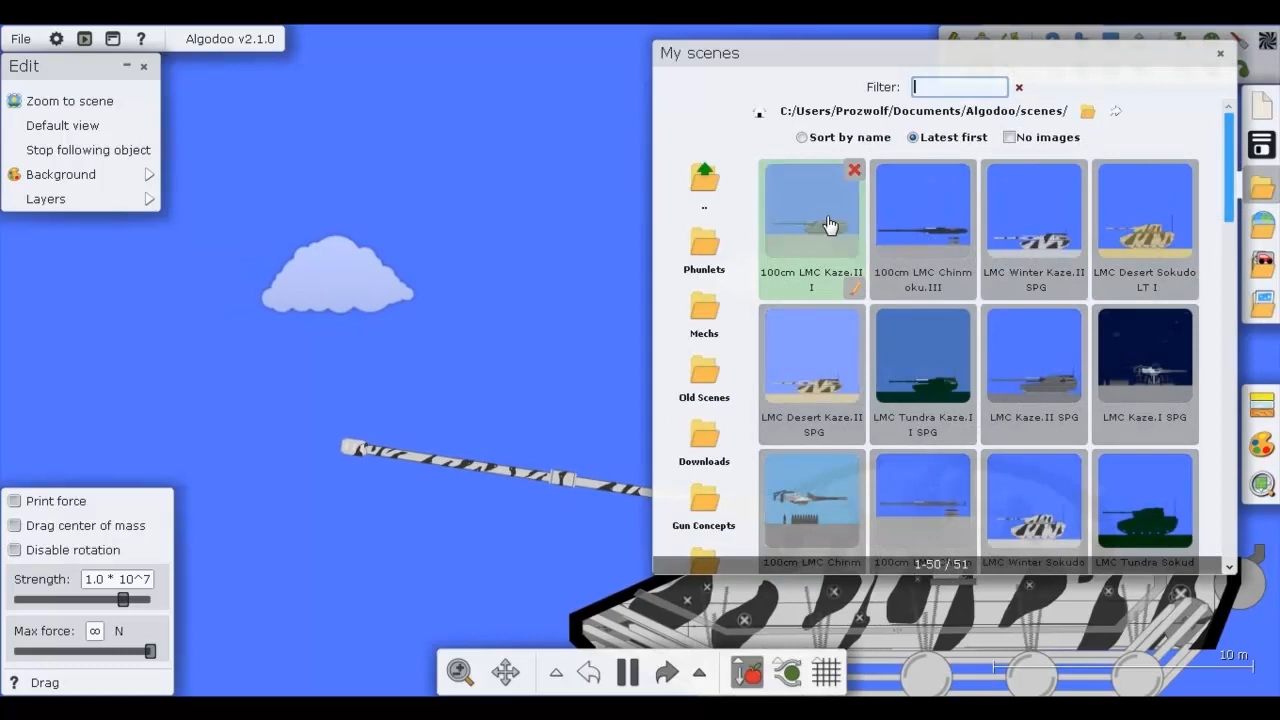 File
Algodoo v2.1.0
Edit
Zoom to scene
Default view
Stop following object
Background
Layers
My scenes
Filter:
C:/Users/Prozwolf/Documents/Algodoo/scenes/
Sort by name
Latest first
No images
..
Phunlets
Mechs
Old Scenes
Downloads
Gun Concepts
100cm LMC Kaze.II
I
100cm LMC Chinm
oku.III
LMC Winter Kaze.II
SPG
LMC Desert Sokudo
LT I
LMC Desert Kaze.II
SPG
LMC Tundra Kaze.I
I SPG
LMC Kaze.II SPG
LMC Kaze.I SPG
100cm LMC Chinm
LMC Winter Sokudo
LMC Tundra Sokud
1-50 / 51
Print force
Drag center of mass
Disable rotation
Strength:
1.0 * 10^7
Max force:
∞
N
? Drag
10 m